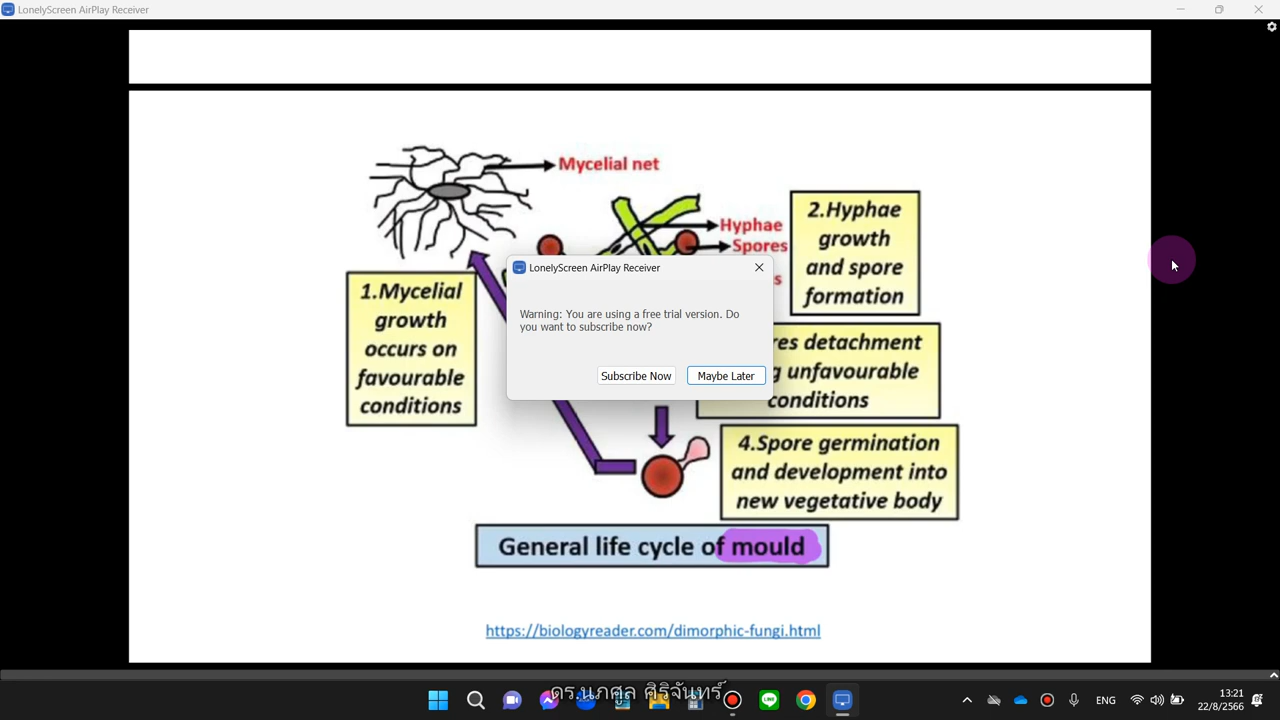 LonelyScreen AirPlay Receiver
Mycelial net
Hyphae
Spores
s
2.Hyphae
growth
and spore
formation
1.Mycelial
growth
occurs on
favourable
conditions
LonelyScreen AirPlay Receiver
Warning: You are using a free trial version. Do
you want to subscribe now?
Subscribe Now
Maybe Later
res detachment
g unfavourable
conditions
4.Spore germination
and development into
new vegetative body
General life cycle of mould
https://biologyreader.com/dimorphic-fungi.html
ดร.นภศูล ศิริจันทร์
ENG
13:21
22/8/2566